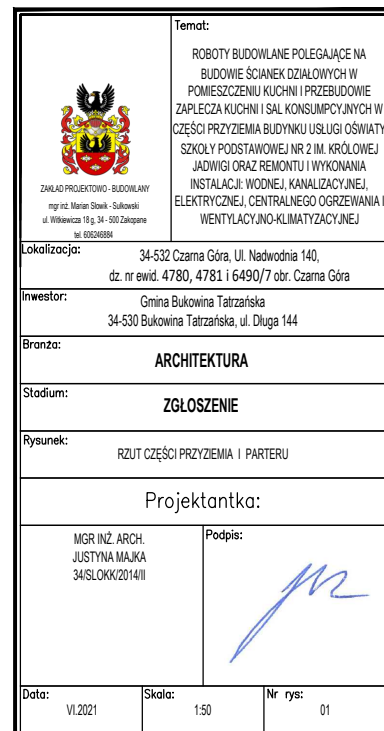 Temat:
ROBOTY BUDOWLANE POLEGAJĄCE NA
BUDOWIE ŚCIANEK DZIAŁOWYCH W
POMIESZCZENIU KUCHNI I PRZEBUDOWIE
ZAPLECZA KUCHNI I SAL KONSUMPCYJNYCH W
CZĘŚCI PRZYZIEMIA BUDYNKU USŁUGI OŚWIATY
SZKOŁY PODSTAWOWEJ NR 2 IM. KRÓLOWEJ
JADWIGI ORAZ REMONTU I WYKONANIA
INSTALACJI: WODNEJ, KANALIZACYJNEJ,
ELEKTRYCZNEJ, CENTRALNEGO OGRZEWANIA I
WENTYLACYJNO-KLIMATYZACYJNEJ
ZAKŁAD PROJEKTOWO - BUDOWLANY
mgr inż. Marian Słowik - Sulkowski
ul. Witkiewicza 18 g, 34 - 500 Zakopane
tel. 606246884
Lokalizacja:
34-532 Czarna Góra, Ul. Nadwodnia 140,
dz. nr ewid. 4780, 4781 i 6490/7 obr. Czarna Góra
Inwestor:
Gmina Bukowina Tatrzańska
34-530 Bukowina Tatrzańska, ul. Długa 144
Branża:
ARCHITEKTURA
Stadium:
ZGŁOSZENIE
Rysunek:
RZUT CZĘŚCI PRZYZIEMIA I PARTERU
Projektantka:
MGR INŻ. ARCH.
JUSTYNA MAJKA
34/SLOKK/2014/II
Podpis:
Data:
VI.2021
Skala:
1:50
Nr rys:
01